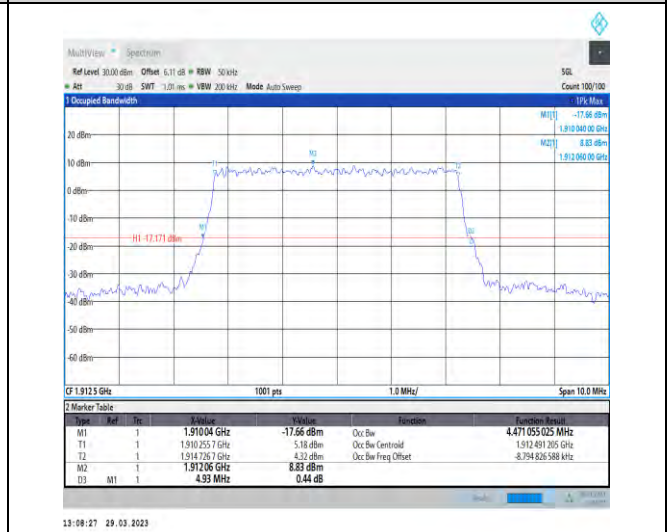 MultiView Spectrum
Ref Level 30.00 dBm Offset 6.11 dB RBW 50 kHz SGL
Att 30 dB SWT 1.01 ms VBW 200 kHz Mode Auto Sweep Count 100/100
1 Occupied Bandwidth 1Pk Max
M1[1] -17.66 dBm
1.910 040 00 GHz
M2[1] 8.83 dBm
1.912 060 00 GHz
20 dBm
10 dBm
0 dBm
-10 dBm
-20 dBm
-30 dBm
-40 dBm
-50 dBm
-60 dBm
T1
M2
T2
M1
D3
H1 -17.171 dBm
CF 1.912 5 GHz 1001 pts 1.0 MHz/ Span 10.0 MHz
2 Marker Table
Type Ref Trc X-Value Y-Value Function Function Result
M1 1 1.910 04 GHz -17.66 dBm Occ Bw 4.471 055 025 MHz
T1 1 1.910 255 7 GHz 5.18 dBm Occ Bw Centroid 1.912 491 205 GHz
T2 1 1.914 726 7 GHz 4.32 dBm Occ Bw Freq Offset -8.794 826 588 kHz
M2 1 1.912 06 GHz 8.83 dBm
D3 M1 1 4.93 MHz 0.44 dB
13:08:27 29.03.2023